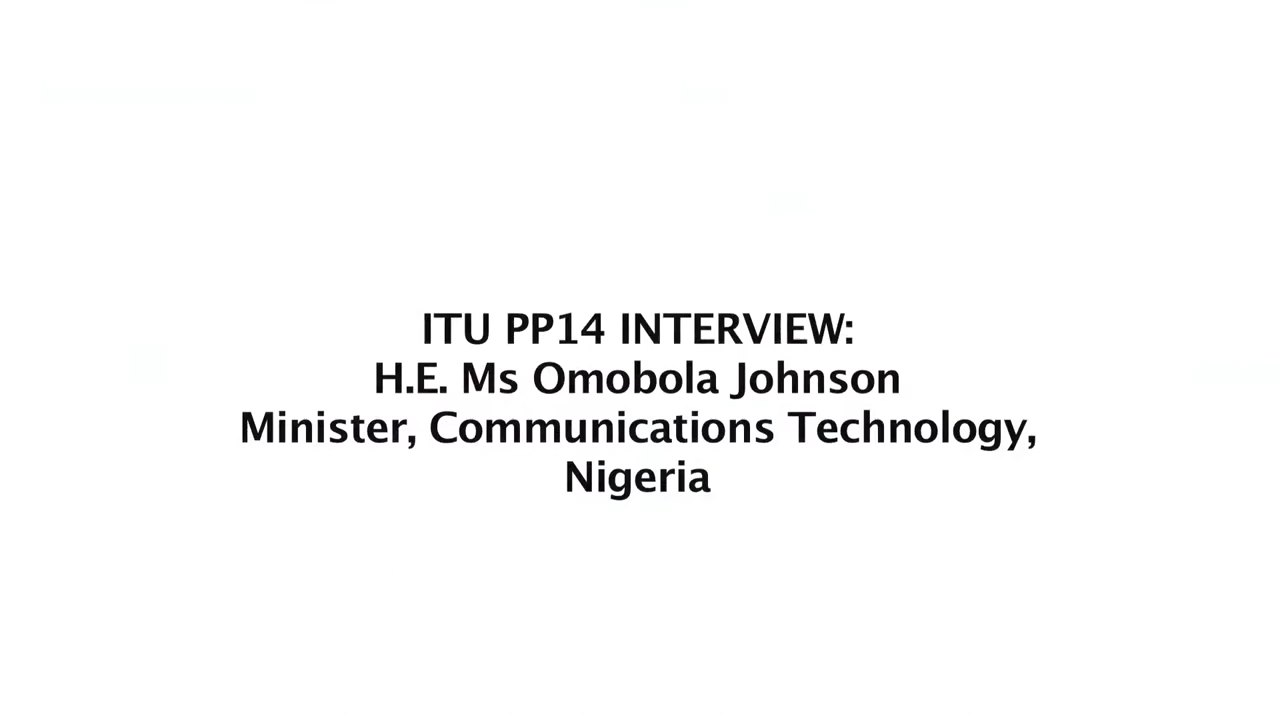 ITU PP14 INTERVIEW:
H.E. Ms Omobola Johnson
Minister, Communications Technology,
Nigeria